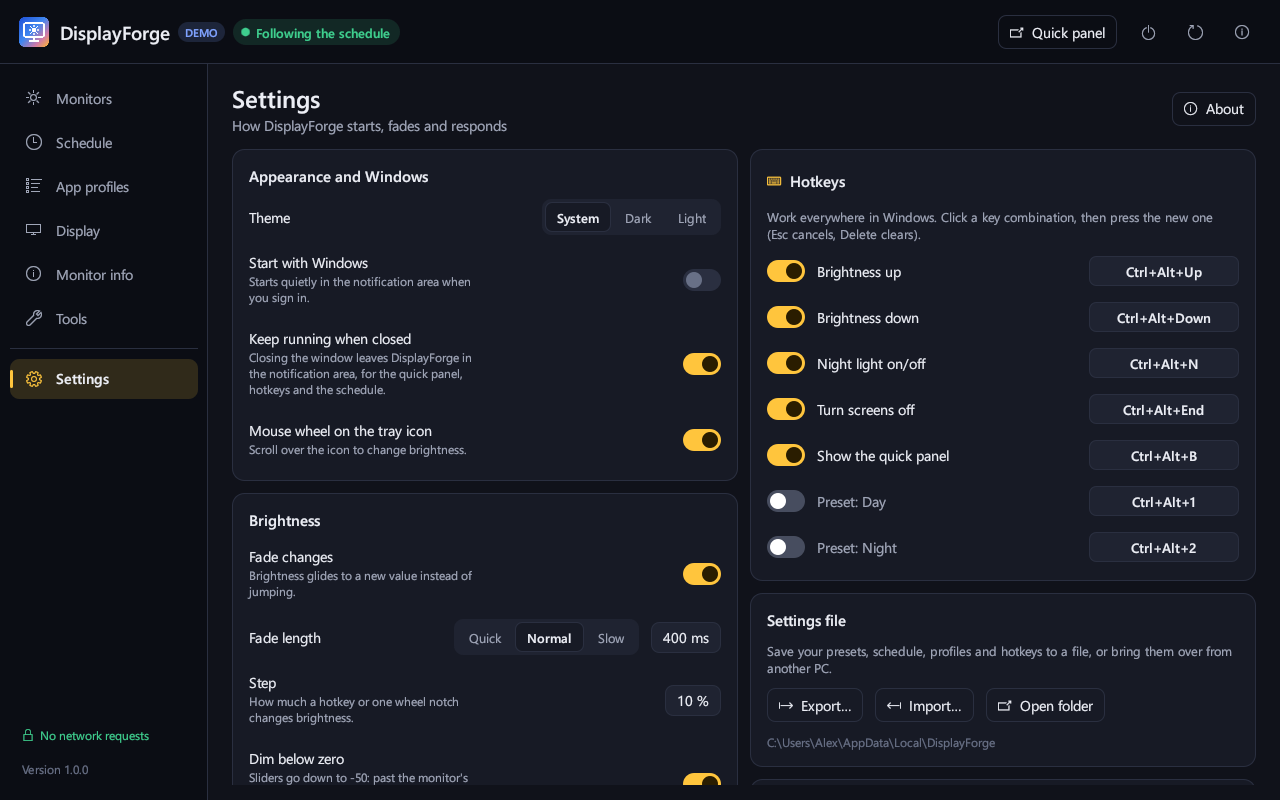 DisplayForge DEMO Following the schedule Quick panel
Monitors
Schedule
App profiles
Display
Monitor info
Tools
Settings
No network requests
Version 1.0.0
Settings
How DisplayForge starts, fades and responds
About
Appearance and Windows
Theme System Dark Light
Start with Windows
Starts quietly in the notification area when
you sign in.
Keep running when closed
Closing the window leaves DisplayForge in
the notification area, for the quick panel,
hotkeys and the schedule.
Mouse wheel on the tray icon
Scroll over the icon to change brightness.
Brightness
Fade changes
Brightness glides to a new value instead of
jumping.
Fade length Quick Normal Slow 400 ms
Step
How much a hotkey or one wheel notch
changes brightness.
10 %
Dim below zero
Sliders go down to -50: past the monitor's
Hotkeys
Work everywhere in Windows. Click a key combination, then press the new one
(Esc cancels, Delete clears).
Brightness up Ctrl+Alt+Up
Brightness down Ctrl+Alt+Down
Night light on/off Ctrl+Alt+N
Turn screens off Ctrl+Alt+End
Show the quick panel Ctrl+Alt+B
Preset: Day Ctrl+Alt+1
Preset: Night Ctrl+Alt+2
Settings file
Save your presets, schedule, profiles and hotkeys to a file, or bring them over from
another PC.
Export... Import... Open folder
C:\Users\Alex\AppData\Local\DisplayForge